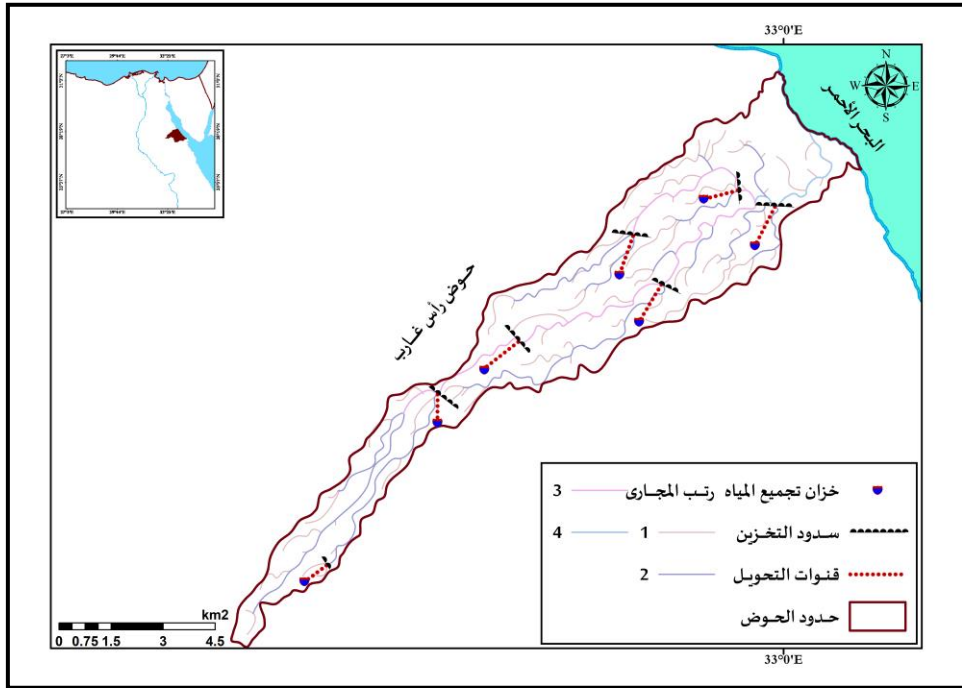 33°0'E
البحر الأحمر
N
W E
S
حوض رأس غارب
خزان تجميع المياه رتب المجارى 3
سدود التخزين 1 4
قنوات التحويل 2
حدود الحوض
km2
0 0.75 1.5 3 4.5
33°0'E